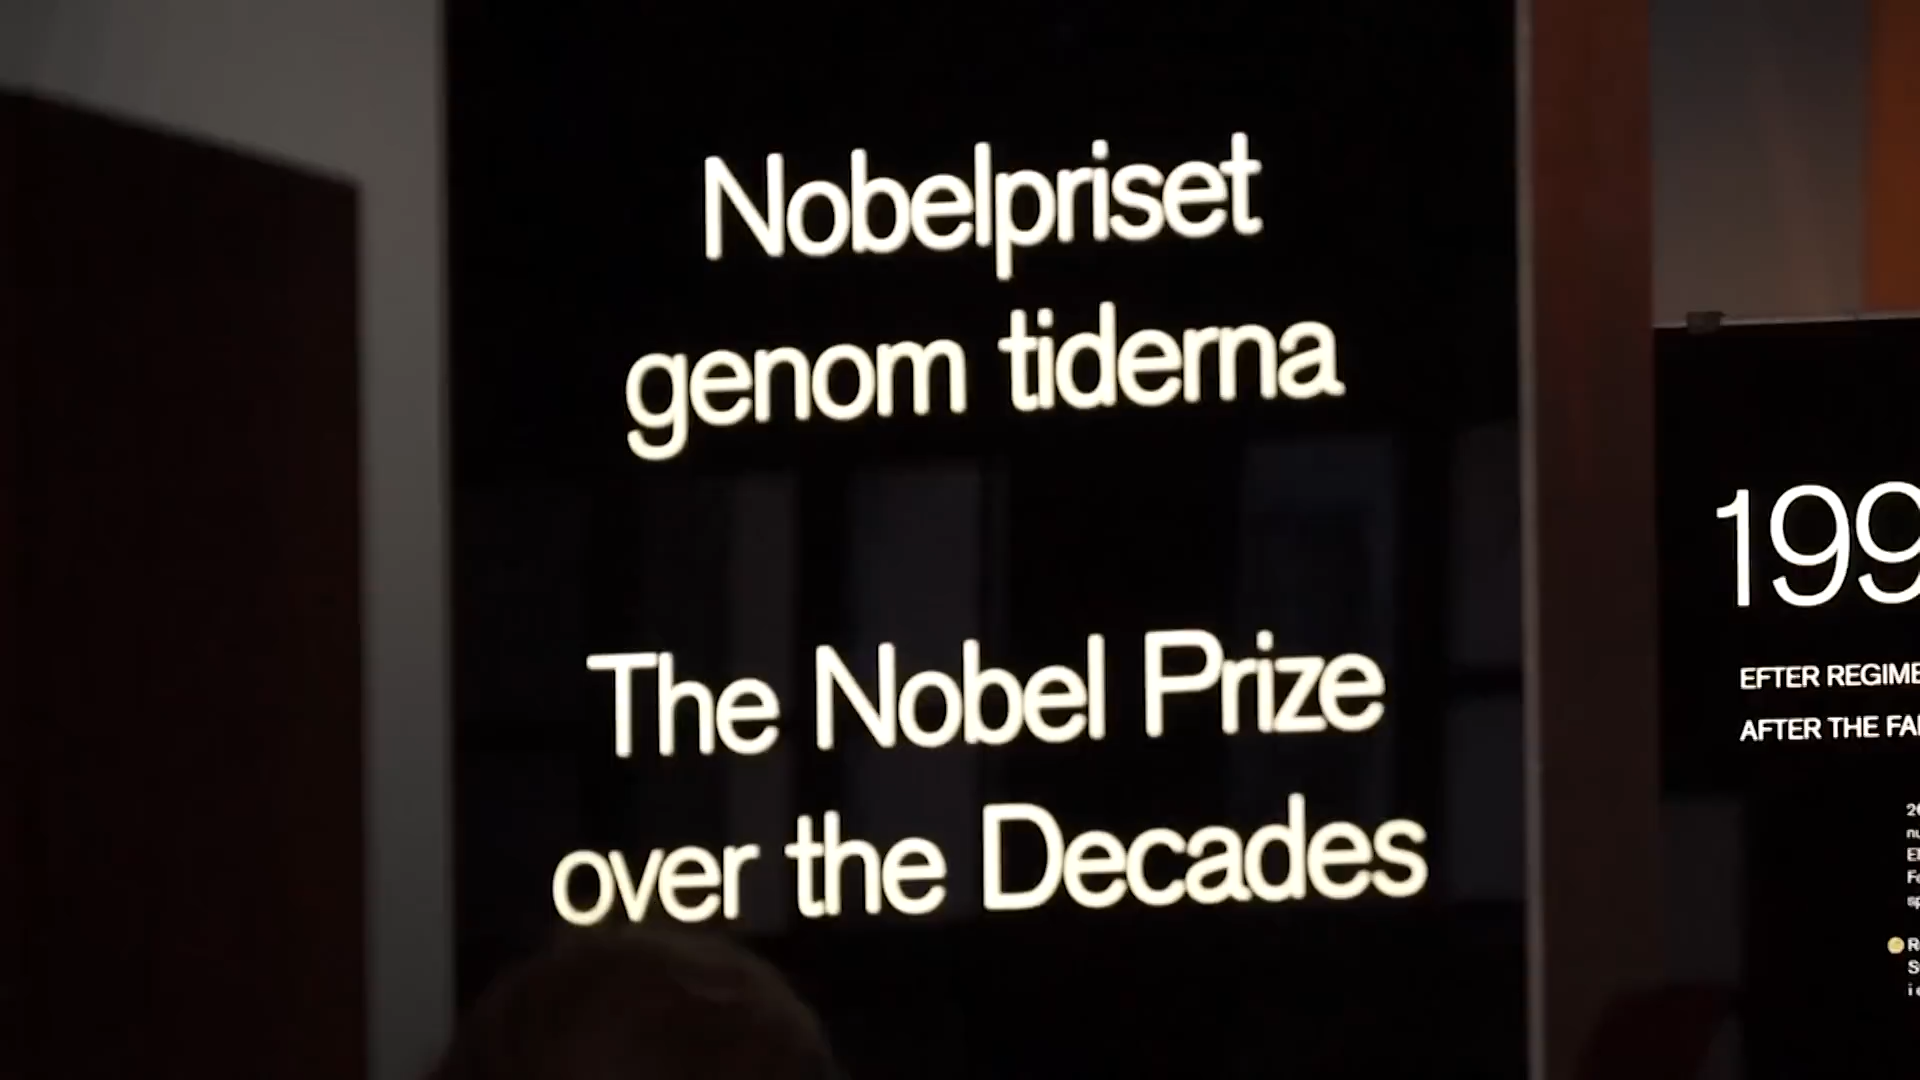 Nobelpriset
genom tiderna
The Nobel Prize
over the Decades
199
EFTER REGIME
AFTER THE FA